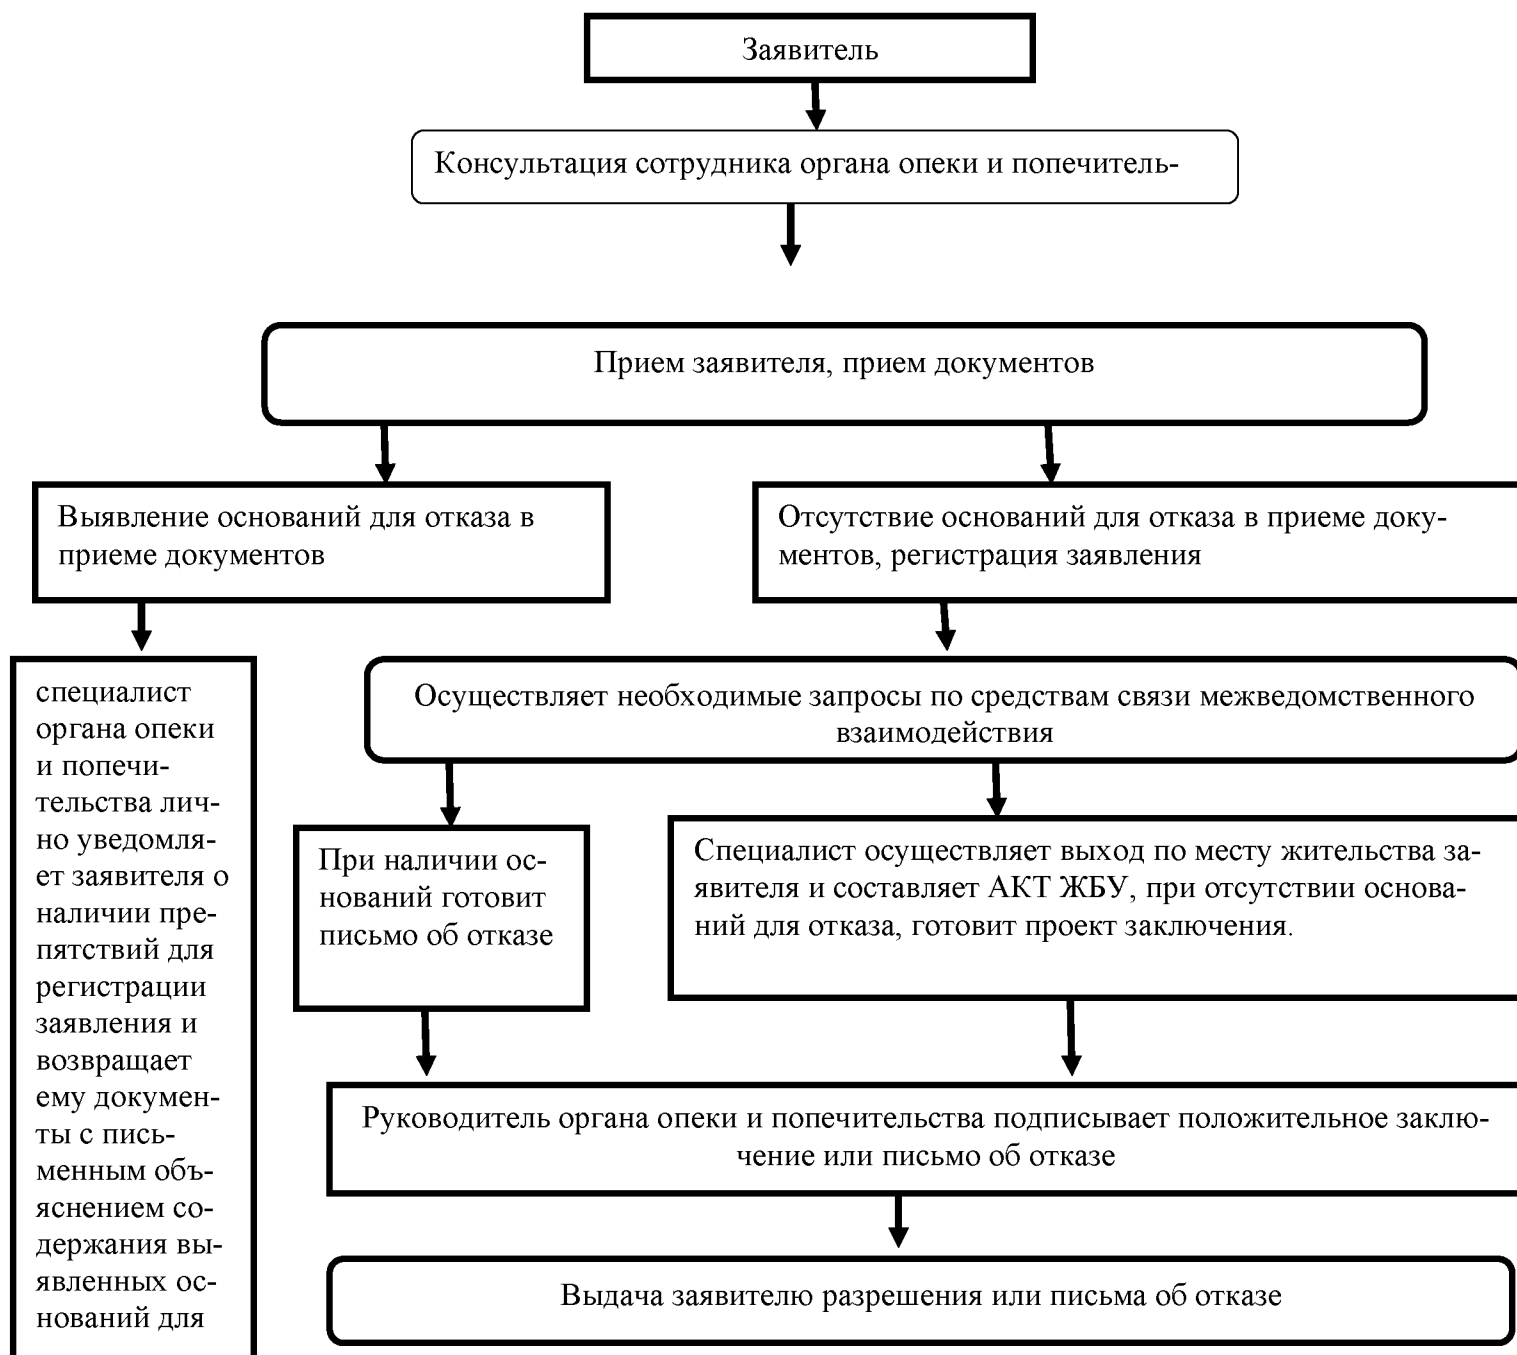 Заявитель
Консультация сотрудника органа опеки и попечитель-
Прием заявителя, прием документов
Выявление оснований для отказа в
приеме документов
Отсутствие оснований для отказа в приеме доку-
ментов, регистрация заявления
специалист
органа опеки
и попечи-
тельства лич-
но уведомля-
ет заявителя о
наличии пре-
пятствий для
регистрации
заявления и
возвращает
ему докумен-
ты с пись-
менным объ-
яснением со-
держания вы-
явленных ос-
нований для
Осуществляет необходимые запросы по средствам связи межведомственного
взаимодействия
При наличии ос-
нований готовит
письмо об отказе
Специалист осуществляет выход по месту жительства за-
явителя и составляет АКТ ЖБУ, при отсутствии основа-
ний для отказа, готовит проект заключения.
Руководитель органа опеки и попечительства подписывает положительное заклю-
чение или письмо об отказе
Выдача заявителю разрешения или письма об отказе